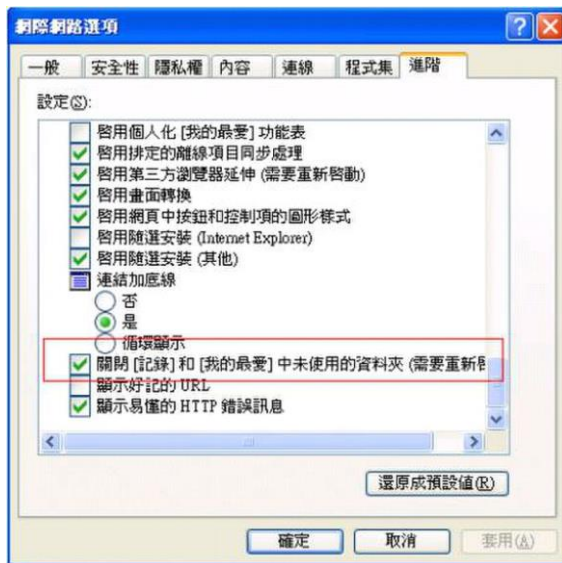 網際網路選項
一般 安全性 隱私權 內容 連線 程式集 進階
設定(S):
啓用個人化 [我的最愛] 功能表
啓用排定的離線項目同步處理
啓用第三方瀏覽器延伸 (需要重新啓動)
啓用畫面轉換
啓用網頁中按鈕和控制項的圖形樣式
啓用隨選安裝 (Internet Explorer)
啓用隨選安裝 (其他)
連結加底線
否
是
循環顯示
關閉 [記錄] 和 [我的最愛] 中未使用的資料夾 (需要重新啓
顯示好記的 URL
顯示易懂的 HTTP 錯誤訊息
還原成預設值(R)
確定 取消 套用(A)